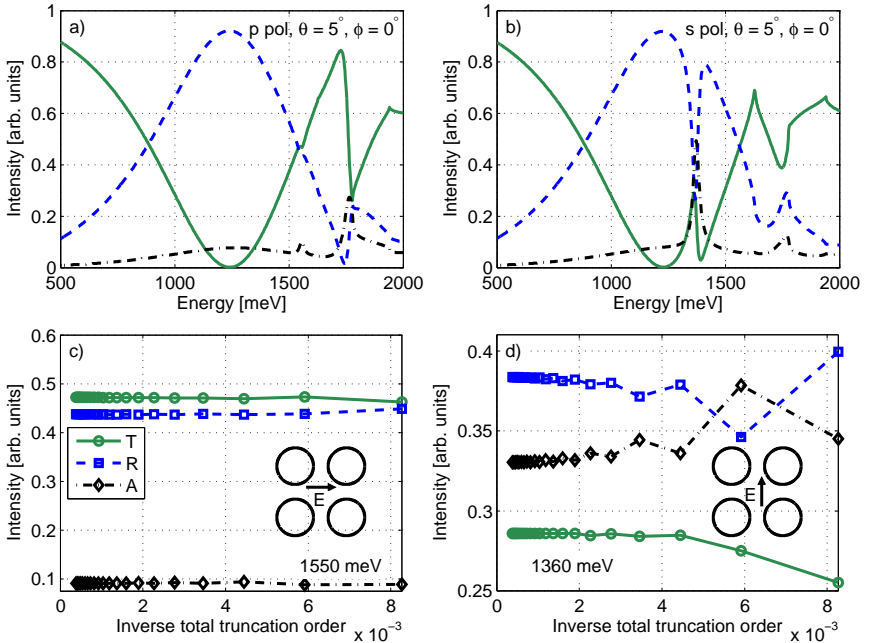 a)
p pol, θ = 5°, ϕ = 0°
Intensity [arb. units]
1
0.8
0.6
0.4
0.2
0
500
1000
1500
2000
Energy [meV]
b)
s pol, θ = 5°, ϕ = 0°
Intensity [arb. units]
1
0.8
0.6
0.4
0.2
0
500
1000
1500
2000
Energy [meV]
c)
Intensity [arb. units]
0.6
0.5
0.4
0.3
0.2
0.1
T
R
A
E
1550 meV
0
2
4
6
8
Inverse total truncation order
x 10⁻³
d)
Intensity [arb. units]
0.4
0.35
0.3
0.25
E
1360 meV
0
2
4
6
8
Inverse total truncation order
x 10⁻³